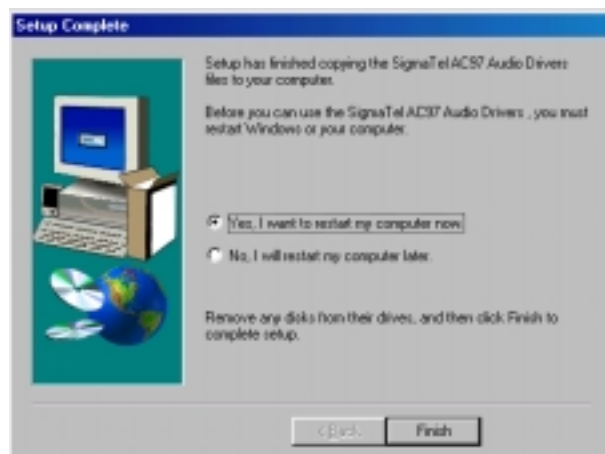 Setup Complete
Setup has finished copying the SigmaTel AC97 Audio Drivers
files to your computer.
Before you can use the SigmaTel AC97 Audio Drivers , you must
restart Windows or your computer.
Yes, I want to restart my computer now.
No, I will restart my computer later.
Remove any disks from their drives, and then click Finish to
complete setup.
< Back
Finish